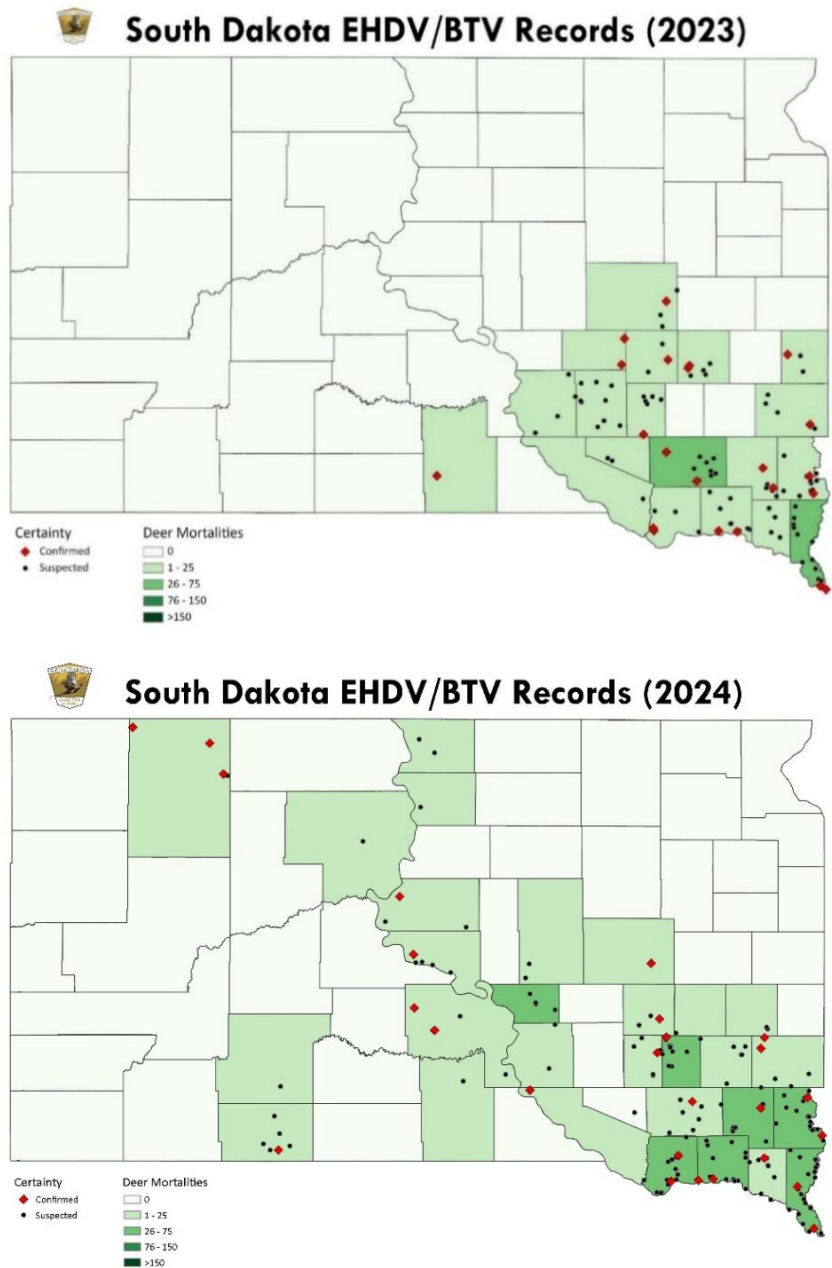 South Dakota EHDV/BTV Records (2023)
Certainty
Confirmed
Suspected
Deer Mortalities
0
1 - 25
26 - 75
76 - 150
>150
South Dakota EHDV/BTV Records (2024)
Certainty
Confirmed
Suspected
Deer Mortalities
0
1 - 25
26 - 75
76 - 150
>150